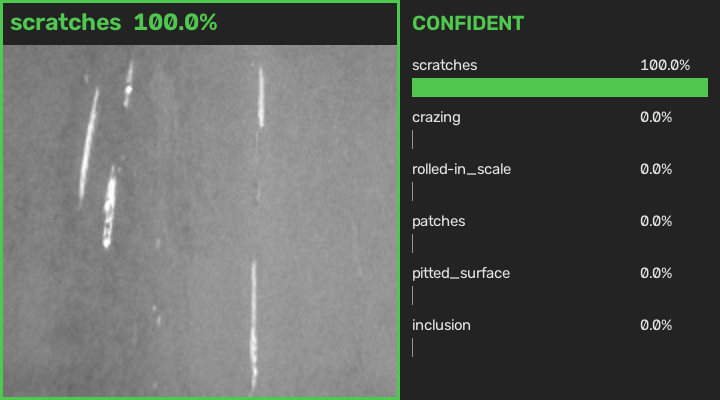 scratches 100.0%
CONFIDENT
scratches 100.0%
crazing 0.0%
rolled-in_scale 0.0%
patches 0.0%
pitted_surface 0.0%
inclusion 0.0%